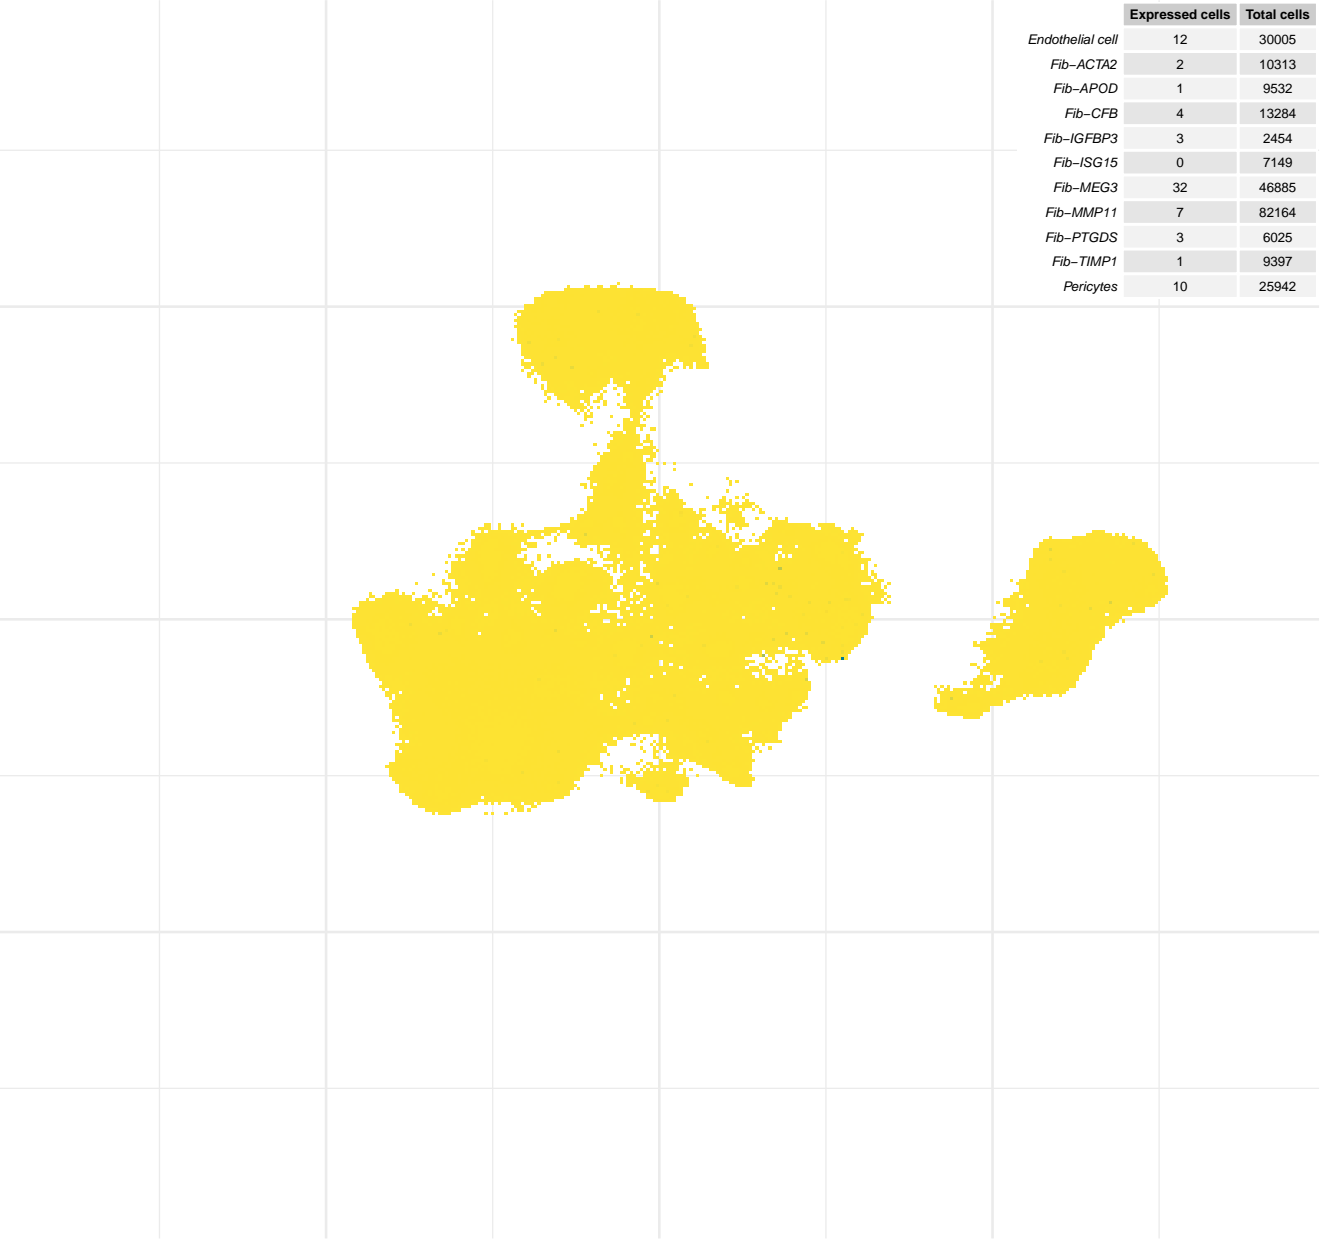 Expressed cells Total cells
Endothelial cell 12 30005
Fib−ACTA2 2 10313
Fib−APOD 1 9532
Fib−CFB 4 13284
Fib−IGFBP3 3 2454
Fib−ISG15 0 7149
Fib−MEG3 32 46885
Fib−MMP11 7 82164
Fib−PTGDS 3 6025
Fib−TIMP1 1 9397
Pericytes 10 25942